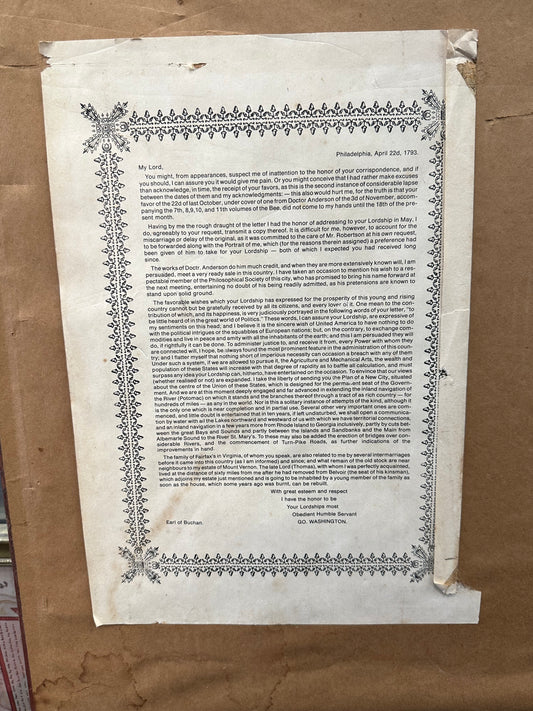 Philadelphia, April 22d, 1793.
My Lord,
You might, from appearances, suspect me of inattention to the honor of your correspondence, and if
you should, I can assure you it would give me pain. Or you might conceive that I had rather make excuses
than acknowledge, in time, the receipt of your favors, as this is the second instance of considerable lapse
between the dates of them and my acknowledgments: — this also would hurt me, for the truth is that your
favor of the 22d of last October, under cover of one from Doctor Anderson of the 3d of November, accom-
panying the 7th, 8,9,10, and 11th volumns of the Bee, did not come to my hands until the 18th of the pre-
sent month.
Having by me the rough draught of the letter I had the honor of addressing to your Lordship in May, I
do, agreeably to your request, transmit a copy thereof. It is difficult for me, however, to account for the
miscarriage or delay of the original, as it was committed to the care of Mr. Robertson at his own request,
to be forwarded along with the Portrait of me, which (for the reasons therein assigned) a preference had
been given of him to take for your Lordship — both of which I expected you had received long
since.
The works of Doctr. Anderson do him much credit, and when they are more extensively known will, I am
persuaded, meet a very ready sale in this country. I have taken an occasion to mention his wish to a res-
pectable member of the Philosophical Society of this city, who has promised to bring his name forward at
the next meeting, entertaining no doubt of his being readily admitted, as his pretensions are known to
stand upon solid ground.
The favorable wishes which your Lordship has expressed for the prosperity of this young and rising
country cannot but be gratefully received by all its citizens, and every lover of it. One mean to the con-
tribution of which, and its happiness, is very judiciously portrayed in the following words of your letter, "to
be little heard of in the great world of Politics." These words, I can assure your Lordship, are expressive of
my sentiments on this head; and I believe it is the sincere wish of United America to have nothing to do
with the political intrigues or the squabbles of European nations; but, on the contrary, to exchange com-
modities and live in peace and amity with all the inhabitants of the earth; and this I am persuaded they will
do, if rightfully it can be done. To administer justice to, and receive it from, every Power with whom they
are connected will, I hope, be always found the most prominent feature in the administration of this coun-
try; and I flatter myself that nothing short of imperious necessity can occasion a breach with any of them
Under such a system, if we are allowed to pursue it, the Agriculture and Mechanical Arts, the wealth and
population of these States will increase with that degree of rapidity as to baffle all calculation, and must
surpass any idea your Lordship can, hitherto, have entertained on the occasion. To envince that our views
(whether realised or not) are expanded. I take the liberty of sending you the Plan of a New City, situated
about the centre of the Union of these States, which is designed for the permanent seat of the Govern-
ment. And we are at this moment deeply engaged and far advanced in extending the inland navigation of
the River (Potomac) on which it stands and the branches thereof through a tract of as rich country — for
hundreds of miles — as any in the world. Nor is this a solitary instance of attempts of the kind, although it
is the only one which is near completion and in partial use. Several other very important ones are com-
menced, and little doubt is entertained that in ten years, if left undisturbed, we shall open a communica-
tion by water with all the Lakes northward and westward of us with which we have territorial connections,
and an inland navigation in a few years more from Rhode Island to Georgia inclusively, partly by cuts bet-
ween the great Bays and Sounds and partly between the Islands and Sandbanks and the Main from
Albemarle Sound to the River St. Mary's. To these may also be added the erection of bridges over con-
siderable Rivers, and the commencement of Turn-Pike Roads, as further indications of the
improvements in hand.
The family of Fairfax's in Virginia, of whom you speak, are also related to me by several intermarriages
before it came into this country (as I am informed) and since; and what remain of the old stock are near
neighbours to my estate of Mount Vernon. The late Lord (Thomas), with whom I was perfectly acquainted,
lived at the distance of sixty miles from me after he had removed from Belvoir (the seat of his kinsman),
which adjoins my estate just mentioned and is going to be inhabited by a young member of the family as
soon as the house, which some years ago was burnt, can be rebuilt.
With great esteem and respect
I have the honor to be
Your Lordships most
Obedient Humble Servant
Earl of Buchan. GO. WASHINGTON.